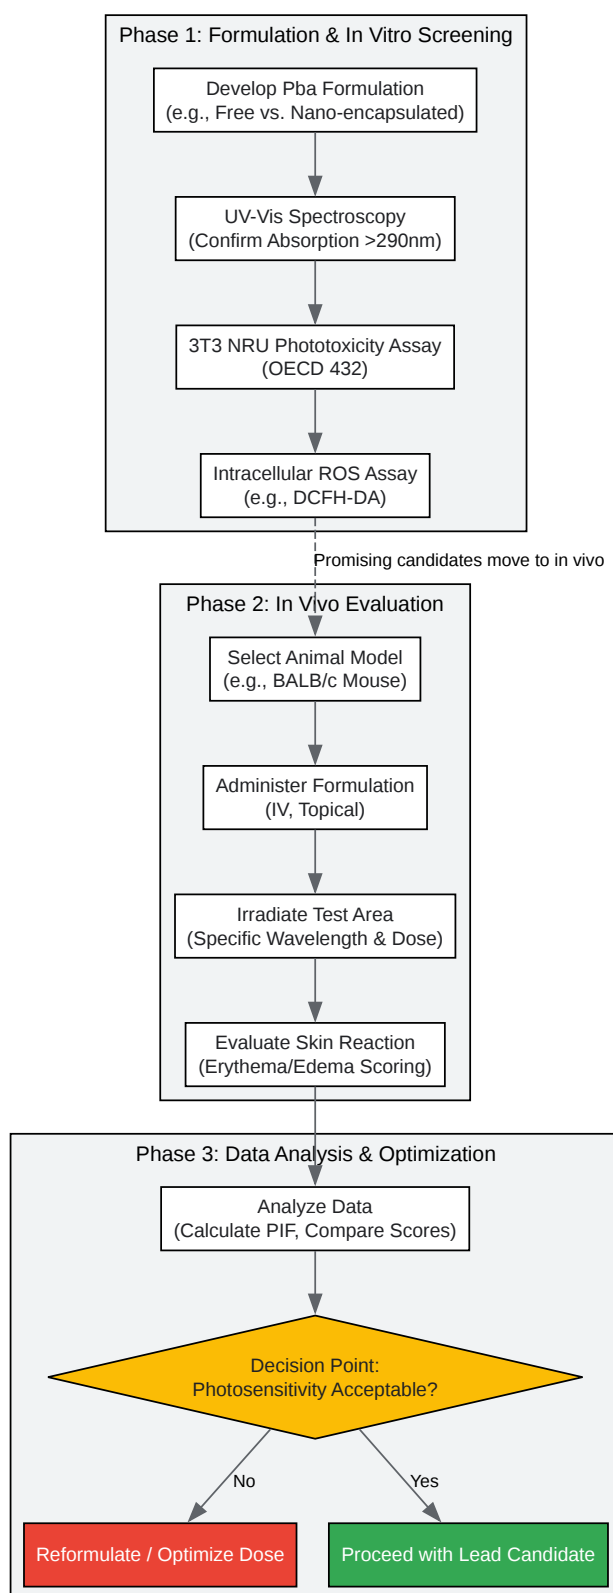 Phase 1: Formulation & In Vitro Screening
Develop Pba Formulation
(e.g., Free vs. Nano-encapsulated)
UV-Vis Spectroscopy
(Confirm Absorption >290nm)
3T3 NRU Phototoxicity Assay
(OECD 432)
Intracellular ROS Assay
(e.g., DCFH-DA)
Promising candidates move to in vivo
Phase 2: In Vivo Evaluation
Select Animal Model
(e.g., BALB/c Mouse)
Administer Formulation
(IV, Topical)
Irradiate Test Area
(Specific Wavelength & Dose)
Evaluate Skin Reaction
(Erythema/Edema Scoring)
Phase 3: Data Analysis & Optimization
Analyze Data
(Calculate PIF, Compare Scores)
Decision Point:
Photosensitivity Acceptable?
No
Yes
Reformulate / Optimize Dose
Proceed with Lead Candidate